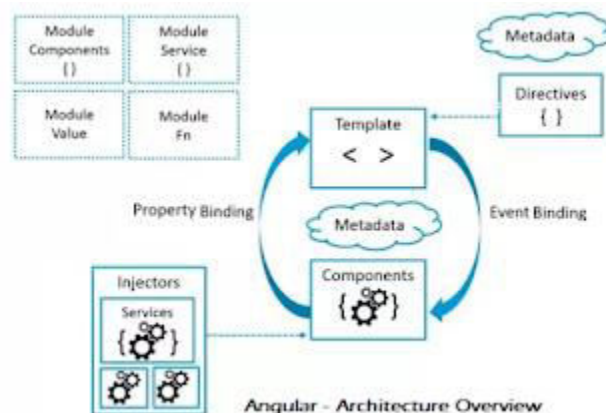 Module
Components
{ }
Module
Service
{ }
Module
Value
Module
Fn
Metadata
Directives
{ }
Template
< >
Property Binding
Event Binding
Metadata
Components
{ }
Injectors
Services
{ }
Angular - Architecture Overview